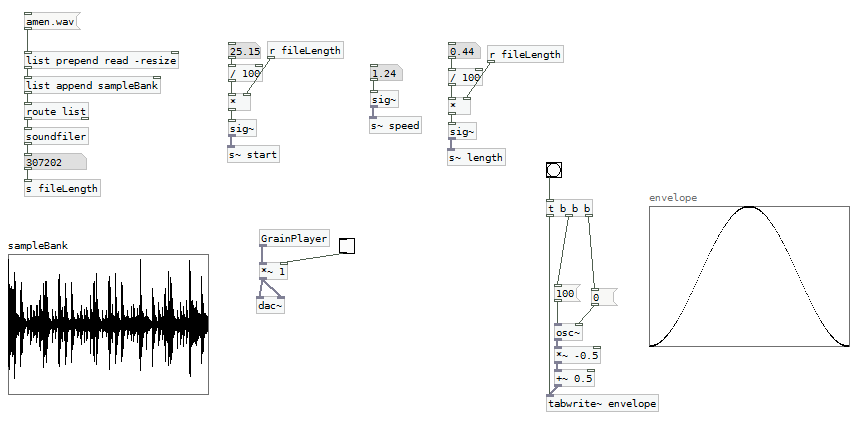 amen.wav
list prepend read -resize
list append sampleBank
route list
soundfiler
307202
s fileLength
25.15
r fileLength
/ 100
*
sig~
s~ start
1.24
sig~
s~ speed
0.44
r fileLength
/ 100
*
sig~
s~ length
sampleBank
GrainPlayer
*~ 1
dac~
t b b b
100
0
osc~
*~ -0.5
+~ 0.5
tabwrite~ envelope
envelope